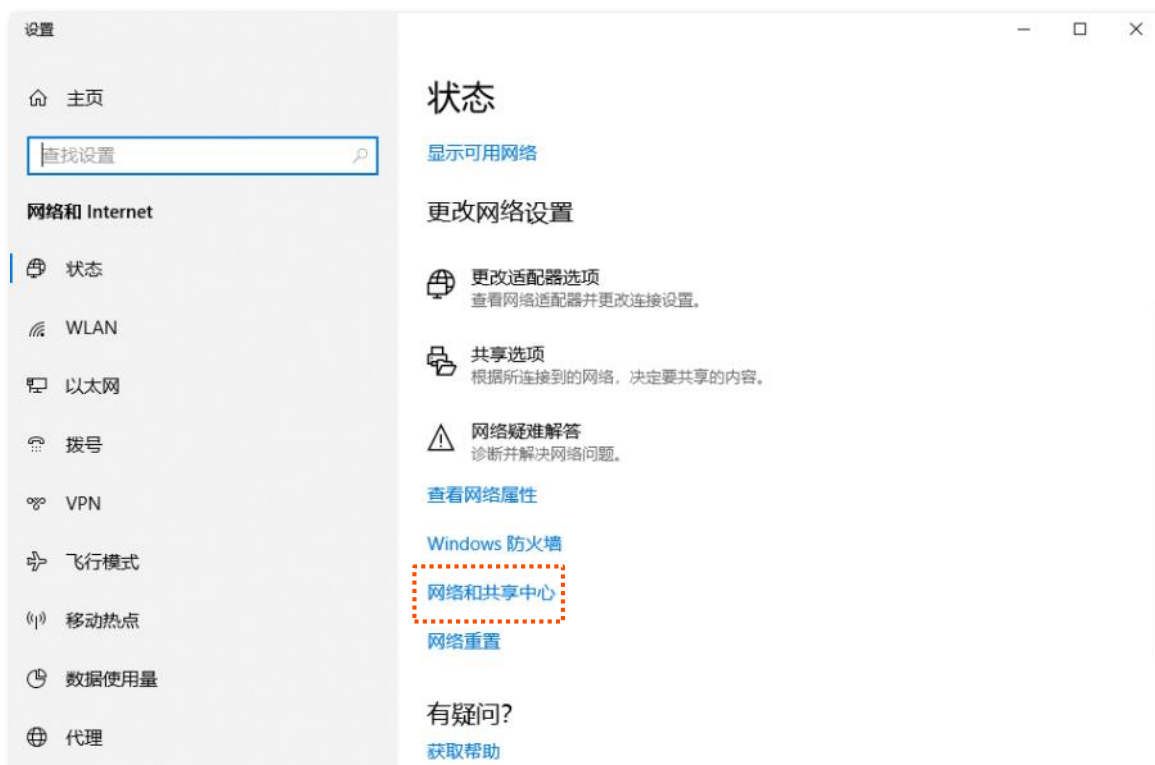 设置
主页
查找设置
网络和 Internet
状态
WLAN
以太网
拨号
VPN
飞行模式
移动热点
数据使用量
代理
状态
显示可用网络
更改网络设置
更改适配器选项
查看网络适配器并更改连接设置。
共享选项
根据所连接到的网络，决定要共享的内容。
网络疑难解答
诊断并解决网络问题。
查看网络属性
Windows 防火墙
网络和共享中心
网络重置
有疑问?
获取帮助